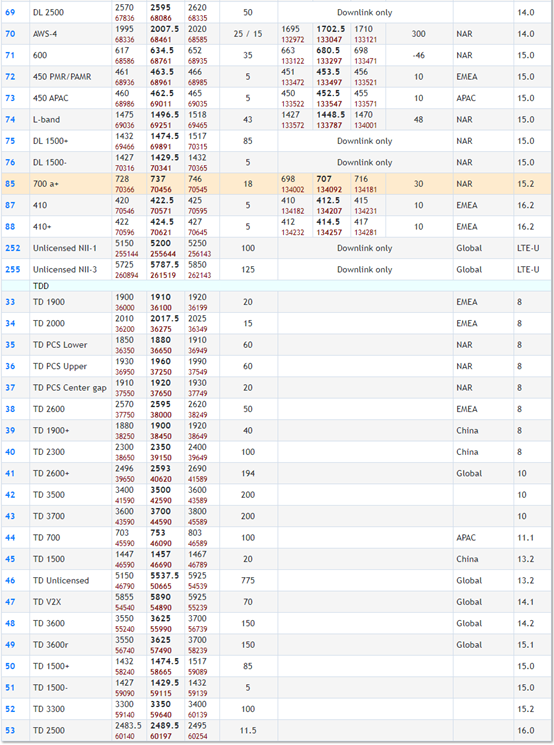 69 DL 2500 2570 2595 2620 50 Downlink only 14.0
67836 68086 68335
70 AWS-4 1995 2007.5 2020 25 / 15 1695 1702.5 1710 300 NAR 14.0
68336 68461 68585 132972 133047 133121
71 600 617 634.5 652 35 663 680.5 698 -46 NAR 15.0
68586 68761 68935 133122 133297 133471
72 450 PMR/PAMR 461 463.5 466 5 451 453.5 456 10 EMEA 15.0
68936 68961 68985 133472 133497 133521
73 450 APAC 460 462.5 465 5 450 452.5 455 10 APAC 15.0
68986 69011 69035 133522 133547 133571
74 L-band 1475 1496.5 1518 43 1427 1448.5 1470 48 NAR 15.0
69036 69251 69465 133572 133787 134001
75 DL 1500+ 1432 1474.5 1517 85 Downlink only NAR 15.0
69466 69891 70315
76 DL 1500- 1427 1429.5 1432 5 Downlink only NAR 15.0
70316 70341 70365
85 700 a+ 728 737 746 18 698 707 716 30 NAR 15.2
70366 70456 70545 134002 134092 134181
87 410 420 422.5 425 5 410 412.5 415 10 EMEA 16.2
70546 70571 70595 134182 134207 134231
88 410+ 422 424.5 427 5 412 414.5 417 10 EMEA 16.2
70596 70621 70645 134232 134257 134281
252 Unlicensed NII-1 5150 5200 5250 100 Downlink only Global LTE-U
255144 255644 256143
255 Unlicensed NII-3 5725 5787.5 5850 125 Downlink only Global LTE-U
260894 261519 262143
TDD
33 TD 1900 1900 1910 1920 20 EMEA 8
36000 36100 36199
34 TD 2000 2010 2017.5 2025 15 EMEA 8
36200 36275 36349
35 TD PCS Lower 1850 1880 1910 60 NAR 8
36350 36650 36949
36 TD PCS Upper 1930 1960 1990 60 NAR 8
36950 37250 37549
37 TD PCS Center gap 1910 1920 1930 20 NAR 8
37550 37650 37749
38 TD 2600 2570 2595 2620 50 EMEA 8
37750 38000 38249
39 TD 1900+ 1880 1900 1920 40 China 8
38250 38450 38649
40 TD 2300 2300 2350 2400 100 China 8
38650 39150 39649
41 TD 2600+ 2496 2593 2690 194 Global 10
39650 40620 41589
42 TD 3500 3400 3500 3600 200 10
41590 42590 43589
43 TD 3700 3600 3700 3800 200 10
43590 44590 45589
44 TD 700 703 753 803 100 APAC 11.1
45590 46090 46589
45 TD 1500 1447 1457 1467 20 China 13.2
46590 46690 46789
46 TD Unlicensed 5150 5537.5 5925 775 Global 13.2
46790 50665 54539
47 TD V2X 5855 5890 5925 70 Global 14.1
54540 54890 55239
48 TD 3600 3550 3625 3700 150 Global 14.2
55240 55990 56739
49 TD 3600r 3550 3625 3700 150 Global 15.1
56740 57490 58239
50 TD 1500+ 1432 1474.5 1517 85 15.0
58240 58665 59089
51 TD 1500- 1427 1429.5 1432 5 15.0
59090 59115 59139
52 TD 3300 3300 3350 3400 100 15.2
59140 59640 60139
53 TD 2500 2483.5 2489.5 2495 11.5 16.0
60140 60197 60254